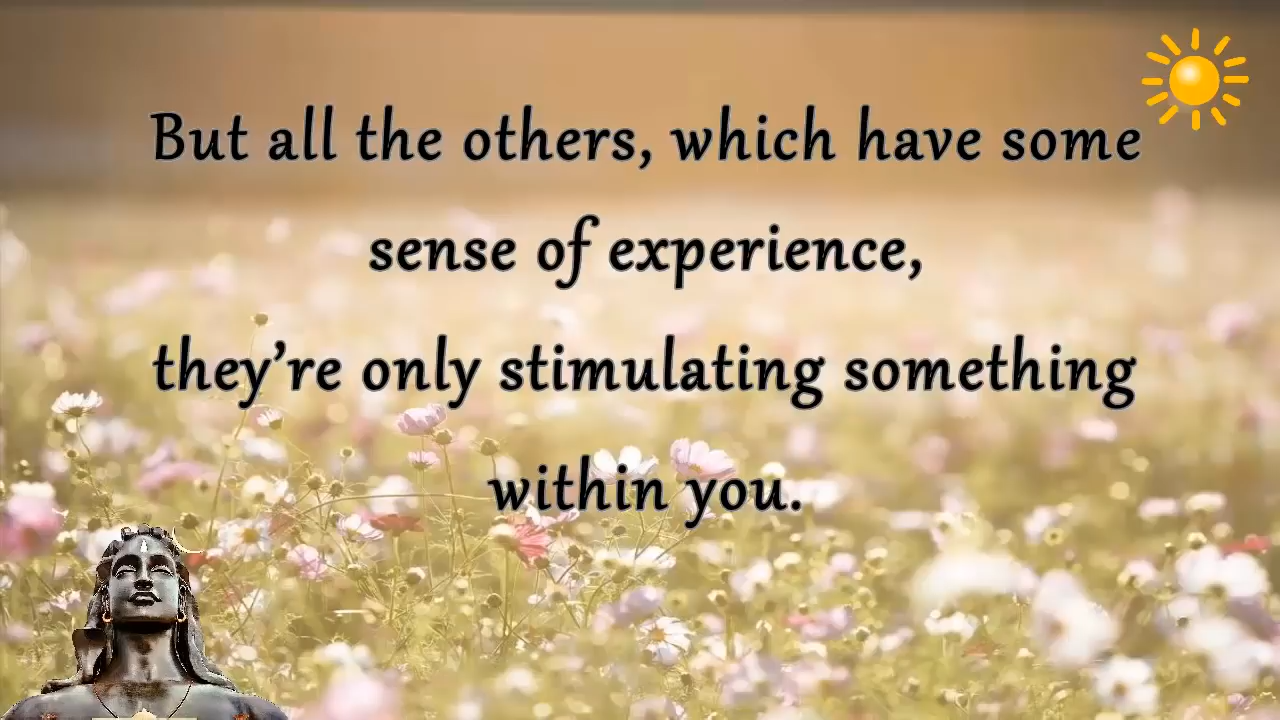 But all the others, which have some
sense of experience,
they're only stimulating something
within you.